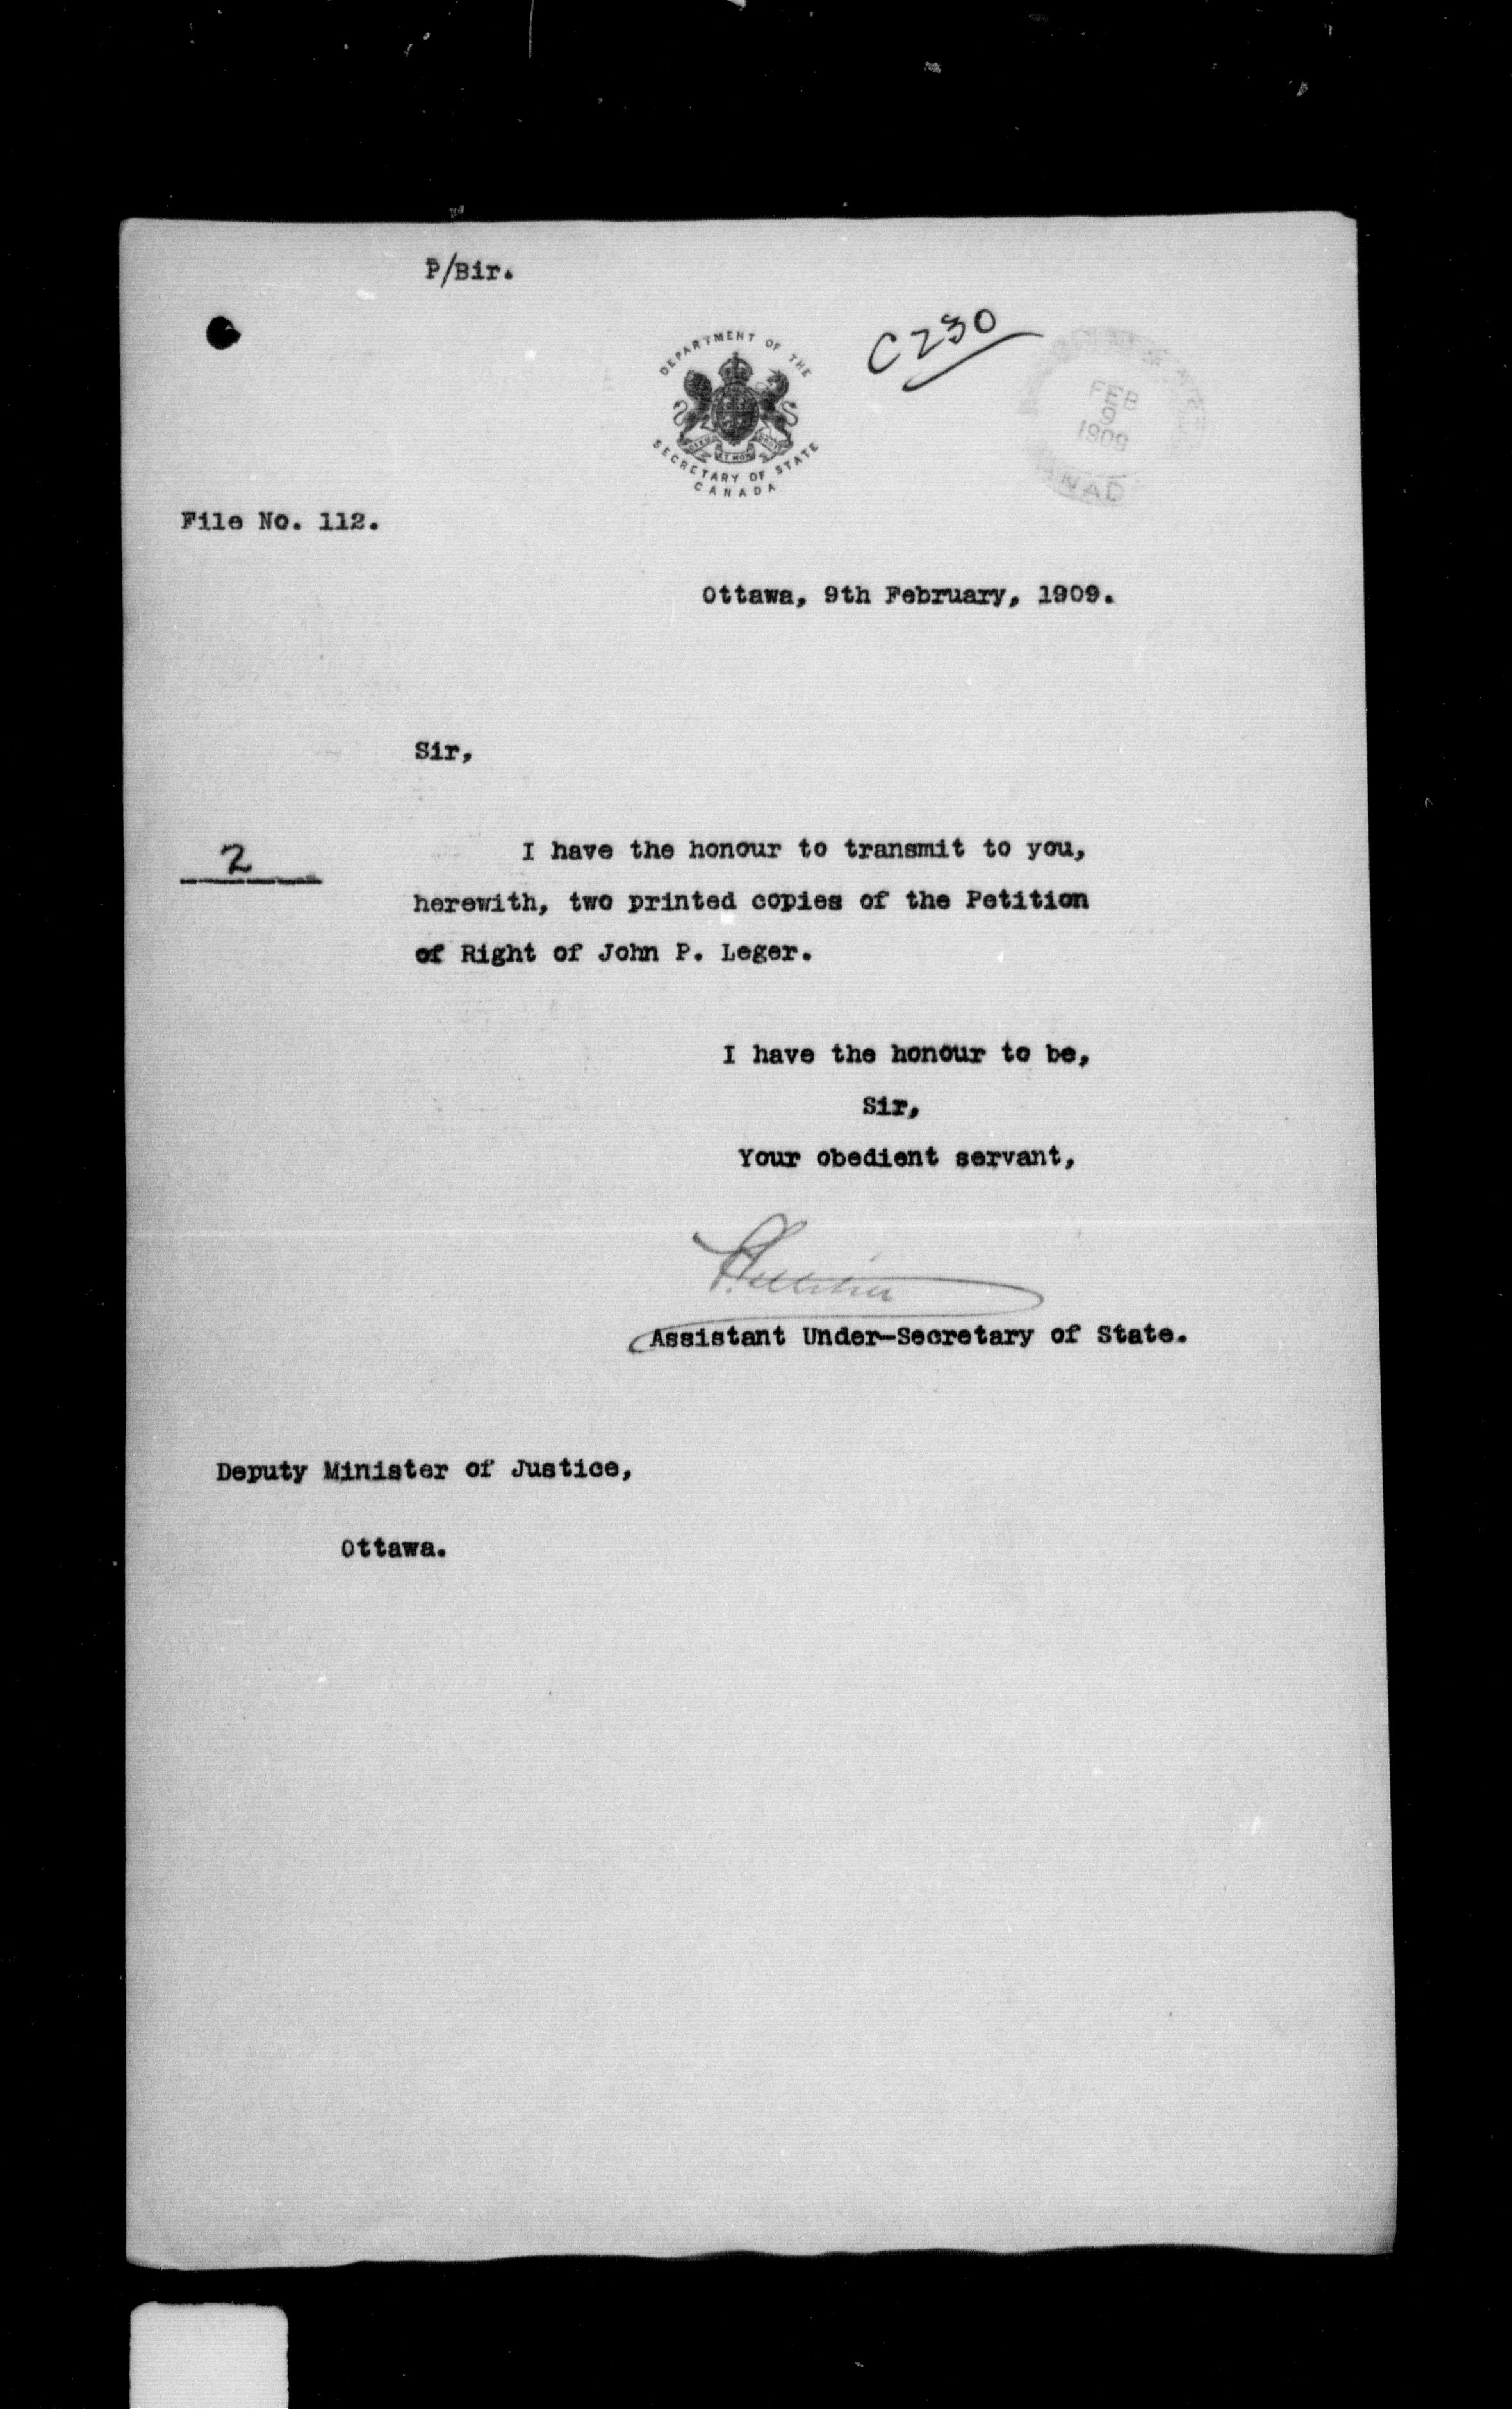 P/Bir.
C230
DEPARTMENT OF THE
SECRETARY OF STATE
CANADA
FEB
9
1909
File No. 112.
Ottawa, 9th February, 1909.
Sir,
2
I have the honour to transmit to you,
herewith, two printed copies of the Petition
of Right of John P. Leger.
I have the honour to be,
Sir,
Your obedient servant,
Assistant Under-Secretary of State.
Deputy Minister of Justice,
Ottawa.